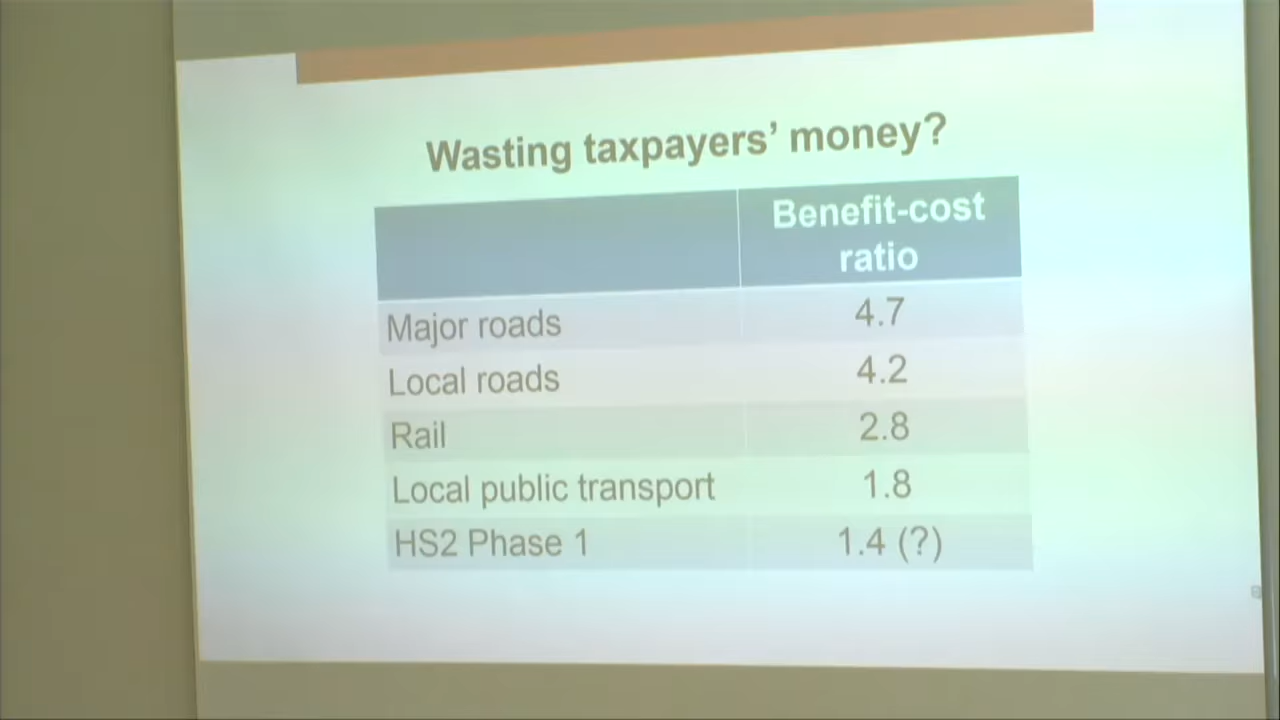 Wasting taxpayers' money?
Benefit-cost
ratio
Major roads 4.7
Local roads 4.2
Rail 2.8
Local public transport 1.8
HS2 Phase 1 1.4 (?)